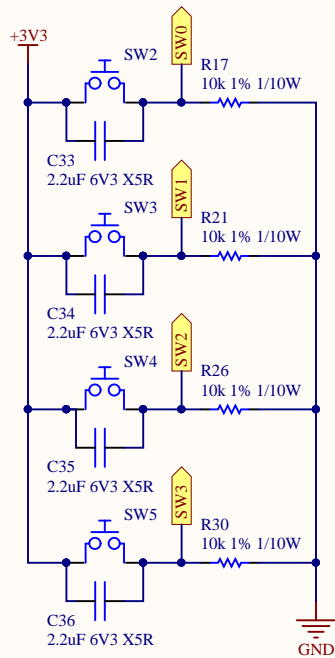 +3V3
SW0
SW2
R17
10k 1% 1/10W
C33
2.2uF 6V3 X5R
SW1
SW3
R21
10k 1% 1/10W
C34
2.2uF 6V3 X5R
SW2
SW4
R26
10k 1% 1/10W
C35
2.2uF 6V3 X5R
SW3
SW5
R30
10k 1% 1/10W
C36
2.2uF 6V3 X5R
GND